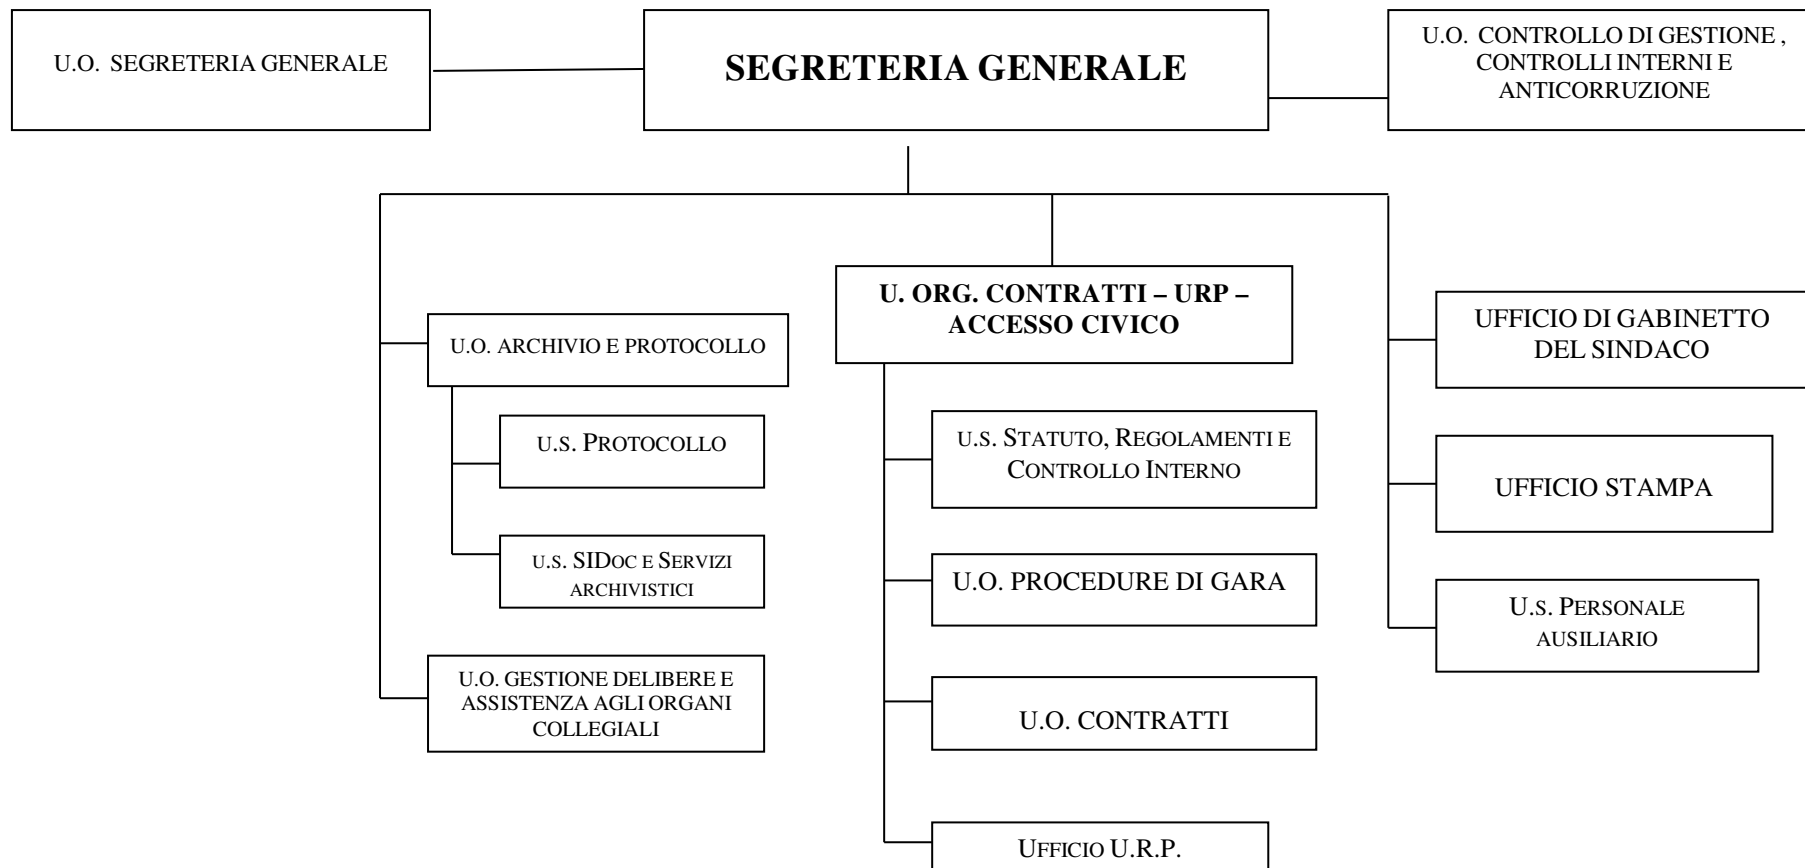 U.O. SEGRETERIA GENERALE
SEGRETERIA GENERALE
U.O. CONTROLLO DI GESTIONE ,
CONTROLLI INTERNI E
ANTICORRUZIONE
U.O. ARCHIVIO E PROTOCOLLO
U.S. PROTOCOLLO
U.S. SIDOC E SERVIZI
ARCHIVISTICI
U.O. GESTIONE DELIBERE E
ASSISTENZA AGLI ORGANI
COLLEGIALI
U. ORG. CONTRATTI – URP –
ACCESSO CIVICO
U.S. STATUTO, REGOLAMENTI E
CONTROLLO INTERNO
U.O. PROCEDURE DI GARA
U.O. CONTRATTI
UFFICIO U.R.P.
UFFICIO DI GABINETTO
DEL SINDACO
UFFICIO STAMPA
U.S. PERSONALE
AUSILIARIO